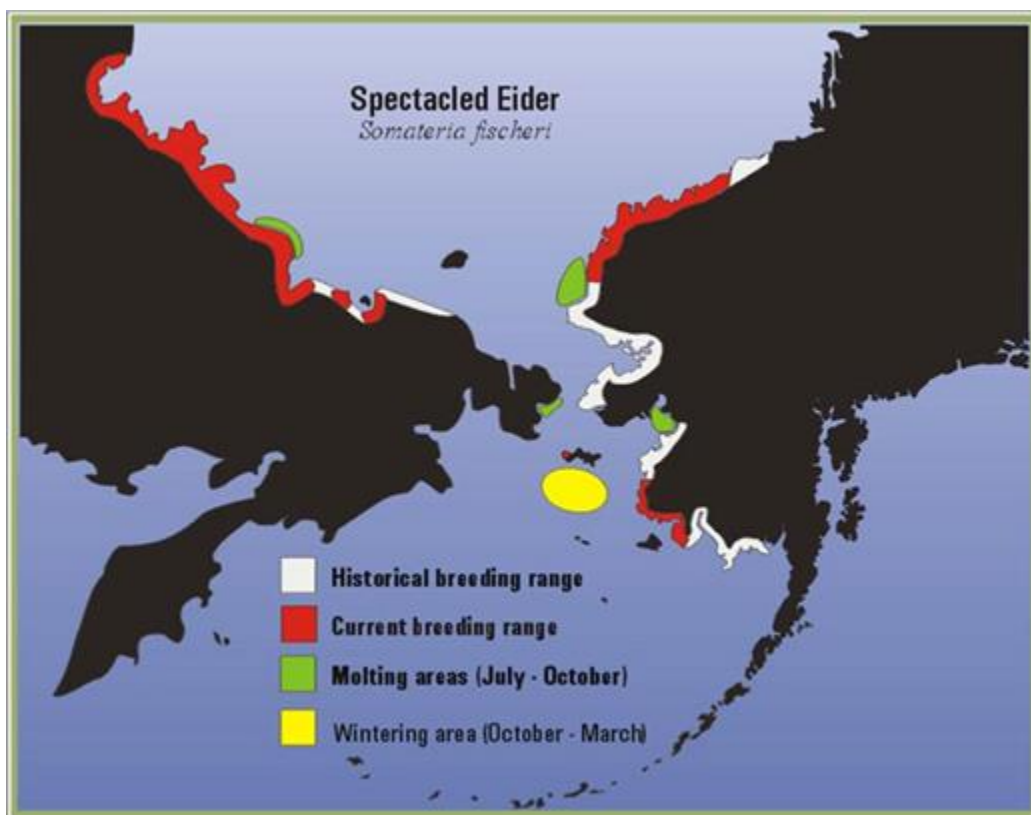 Spectacled Eider
Somateria fischeri
Historical breeding range
Current breeding range
Molting areas (July - October)
Wintering area (October - March)